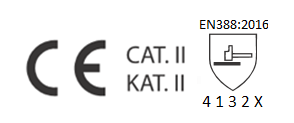 CE
CAT. II
KAT. II
EN388:2016
4 1 3 2 X